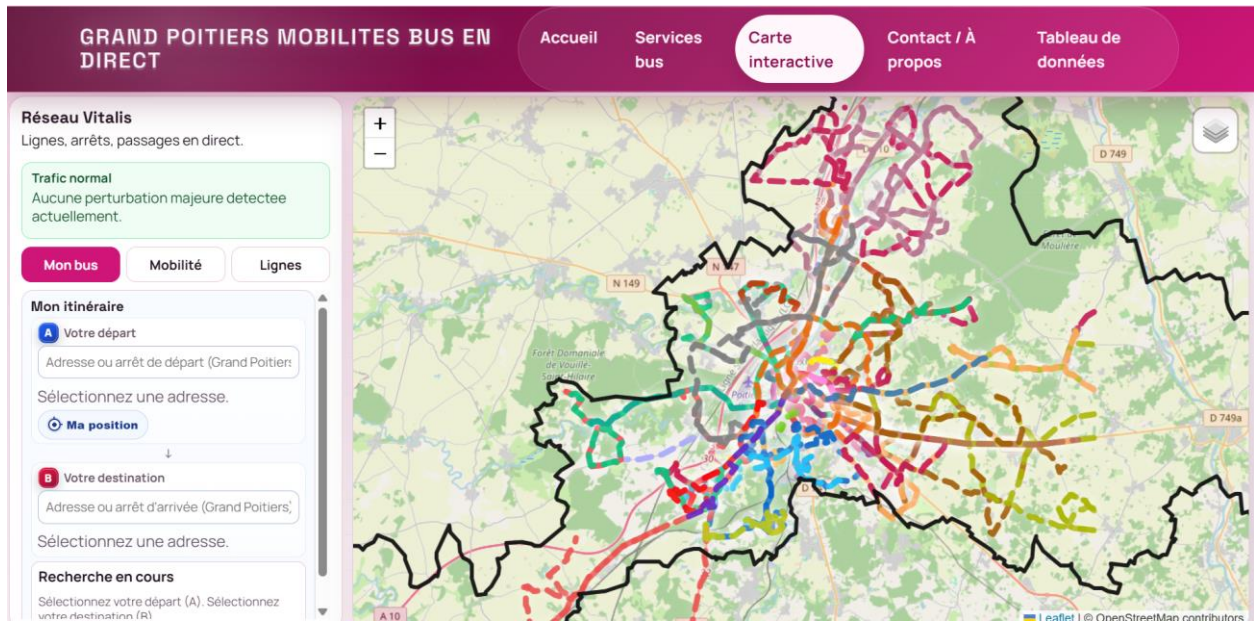 GRAND POITIERS MOBILITES BUS EN
DIRECT
Accueil
Services
bus
Carte
interactive
Contact / À
propos
Tableau de
données
Réseau Vitalis
Lignes, arrêts, passages en direct.
Trafic normal
Aucune perturbation majeure detectee
actuellement.
Mon bus
Mobilité
Lignes
Mon itinéraire
A Votre départ
Adresse ou arrêt de départ (Grand Poitiers
Sélectionnez une adresse.
Ma position
↓
B Votre destination
Adresse ou arrêt d'arrivée (Grand Poitiers)
Sélectionnez une adresse.
Recherche en cours
Sélectionnez votre départ (A). Sélectionnez
votre destination (B).
+
−
D 749
N 149
Forêt Domaniale
de Vouillé-
Saint-Hilaire
D 749a
A 10
Leaflet | © OpenStreetMap contributors